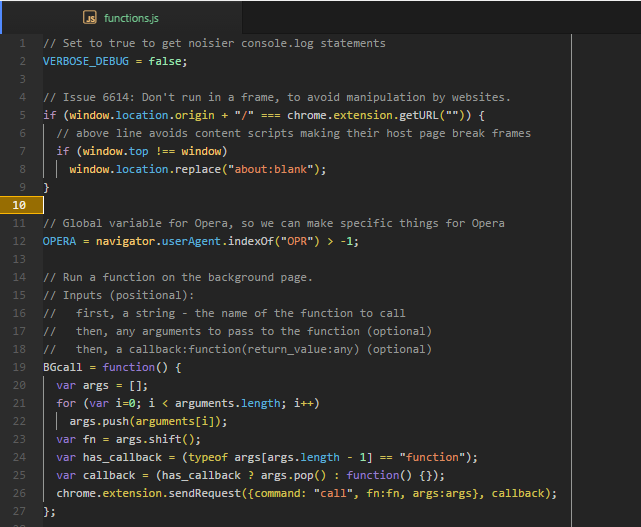 JS functions.js
1 // Set to true to get noisier console.log statements
2 VERBOSE_DEBUG = false;
3
4 // Issue 6614: Don't run in a frame, to avoid manipulation by websites.
5 if (window.location.origin + "/" === chrome.extension.getURL("")) {
6 // above line avoids content scripts making their host page break frames
7 if (window.top !== window)
8 window.location.replace("about:blank");
9 }
10
11 // Global variable for Opera, so we can make specific things for Opera
12 OPERA = navigator.userAgent.indexOf("OPR") > -1;
13
14 // Run a function on the background page.
15 // Inputs (positional):
16 //   first, a string - the name of the function to call
17 //   then, any arguments to pass to the function (optional)
18 //   then, a callback:function(return_value:any) (optional)
19 BGcall = function() {
20 var args = [];
21 for (var i=0; i < arguments.length; i++)
22 args.push(arguments[i]);
23 var fn = args.shift();
24 var has_callback = (typeof args[args.length - 1] == "function");
25 var callback = (has_callback ? args.pop() : function() {});
26 chrome.extension.sendRequest({command: "call", fn:fn, args:args}, callback);
27 };